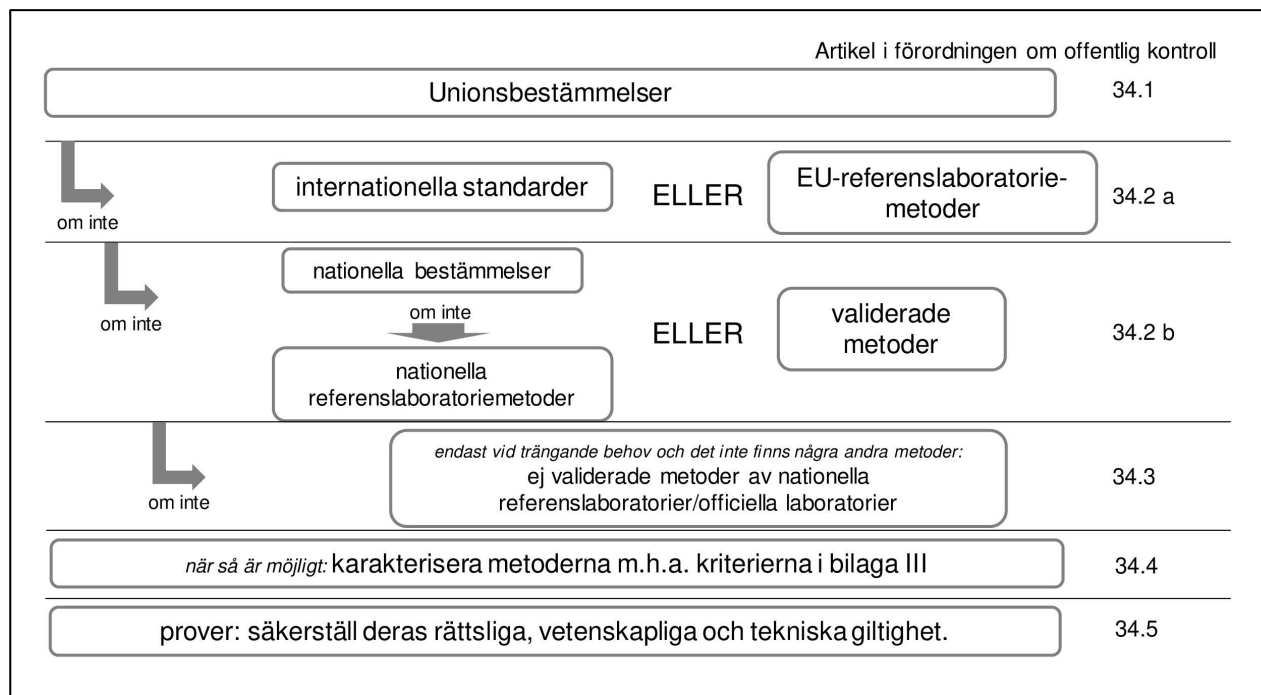 Artikel i förordningen om offentlig kontroll
Unionsbestämmelser
34.1
om inte
internationella standarder
ELLER
EU-referenslaboratorie-
metoder
34.2 a
om inte
nationella bestämmelser
om inte
nationella
referenslaboratoriemetoder
ELLER
validerade
metoder
34.2 b
om inte
endast vid trängande behov och det inte finns några andra metoder:
ej validerade metoder av nationella
referenslaboratorier/officiella laboratorier
34.3
när så är möjligt: karakterisera metoderna m.h.a. kriterierna i bilaga III
34.4
prover: säkerställ deras rättsliga, vetenskapliga och tekniska giltighet.
34.5